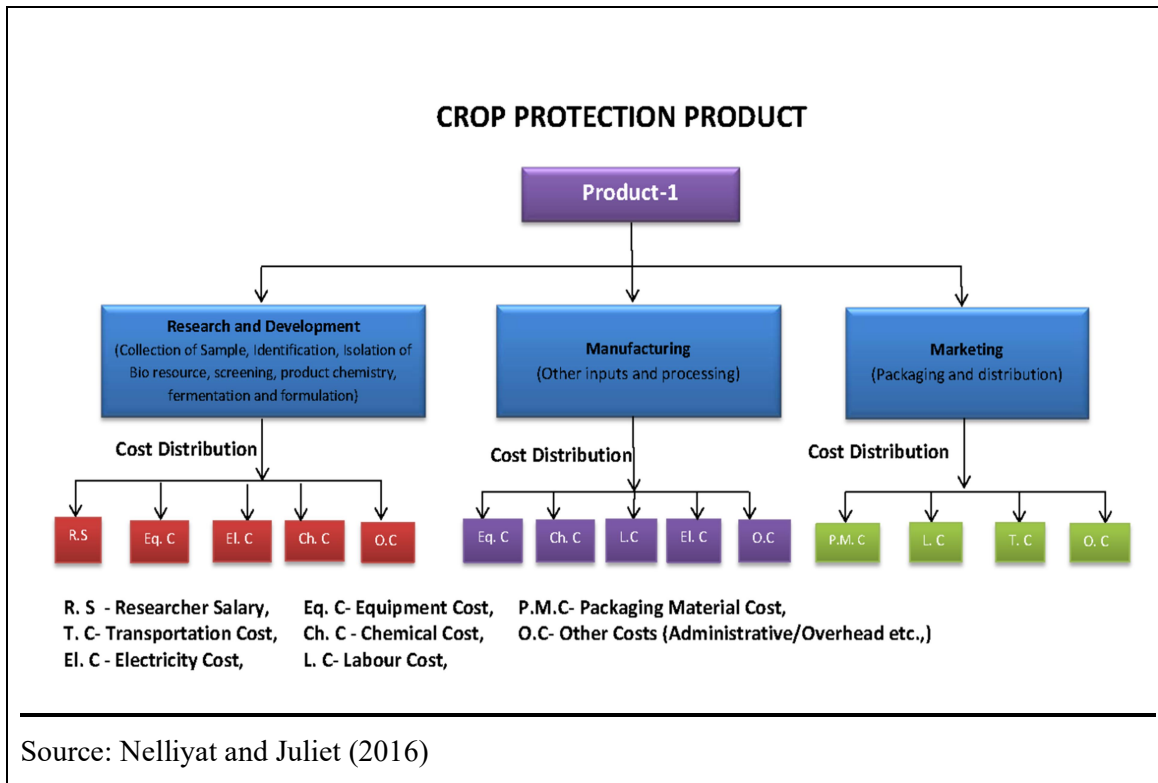 CROP PROTECTION PRODUCT
Product-1
Research and Development
(Collection of Sample, Identification, Isolation of
Bio resource, screening, product chemistry,
fermentation and formulation)
Manufacturing
(Other inputs and processing)
Marketing
(Packaging and distribution)
Cost Distribution
Cost Distribution
Cost Distribution
R.S
Eq. C
El. C
Ch. C
O.C
Eq. C
Ch. C
L.C
El. C
O.C
P.M. C
L. C
T. C
O. C
R. S - Researcher Salary, Eq. C- Equipment Cost, P.M.C- Packaging Material Cost,
T. C- Transportation Cost, Ch. C - Chemical Cost, O.C- Other Costs (Administrative/Overhead etc.,)
El. C - Electricity Cost, L. C- Labour Cost,
Source: Nelliyat and Juliet (2016)